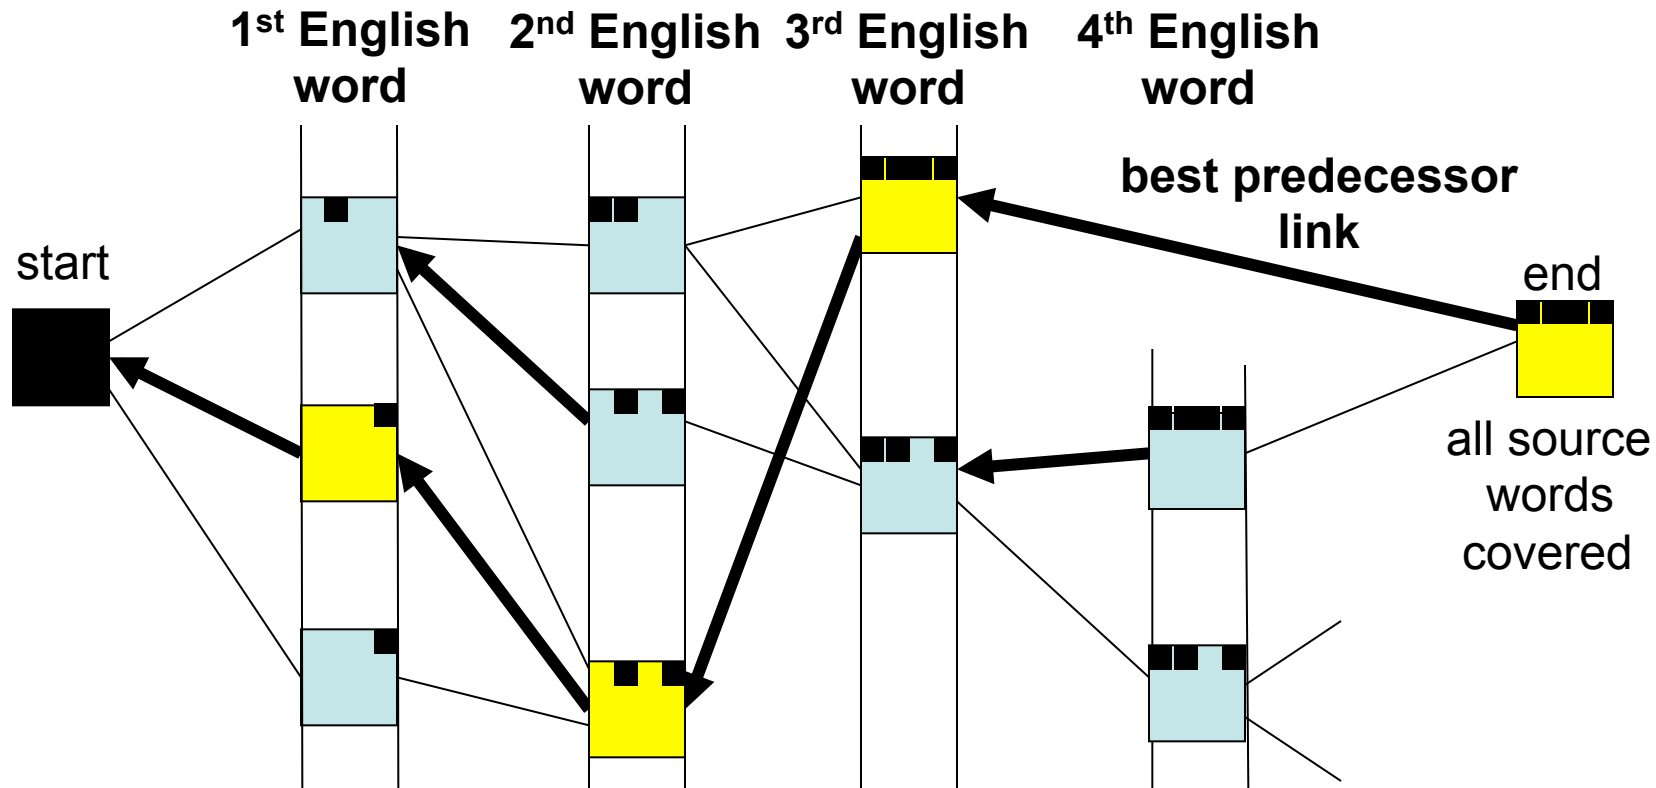 1st English
word
2nd English
word
3rd English
word
4th English
word
best predecessor
link
start
end
all source
words
covered